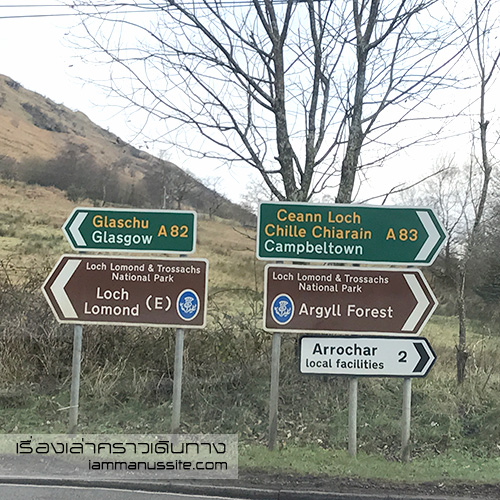 Glaschu
Glasgow A82
Loch Lomond & Trossachs
National Park
Loch
Lomond (E)
Ceann Loch
Chille Chiarain A83
Campbeltown
Loch Lomond & Trossachs
National Park
Argyll Forest
Arrochar 2
local facilities
เรื่องเล่าคราวเดินทาง
iammanussite.com